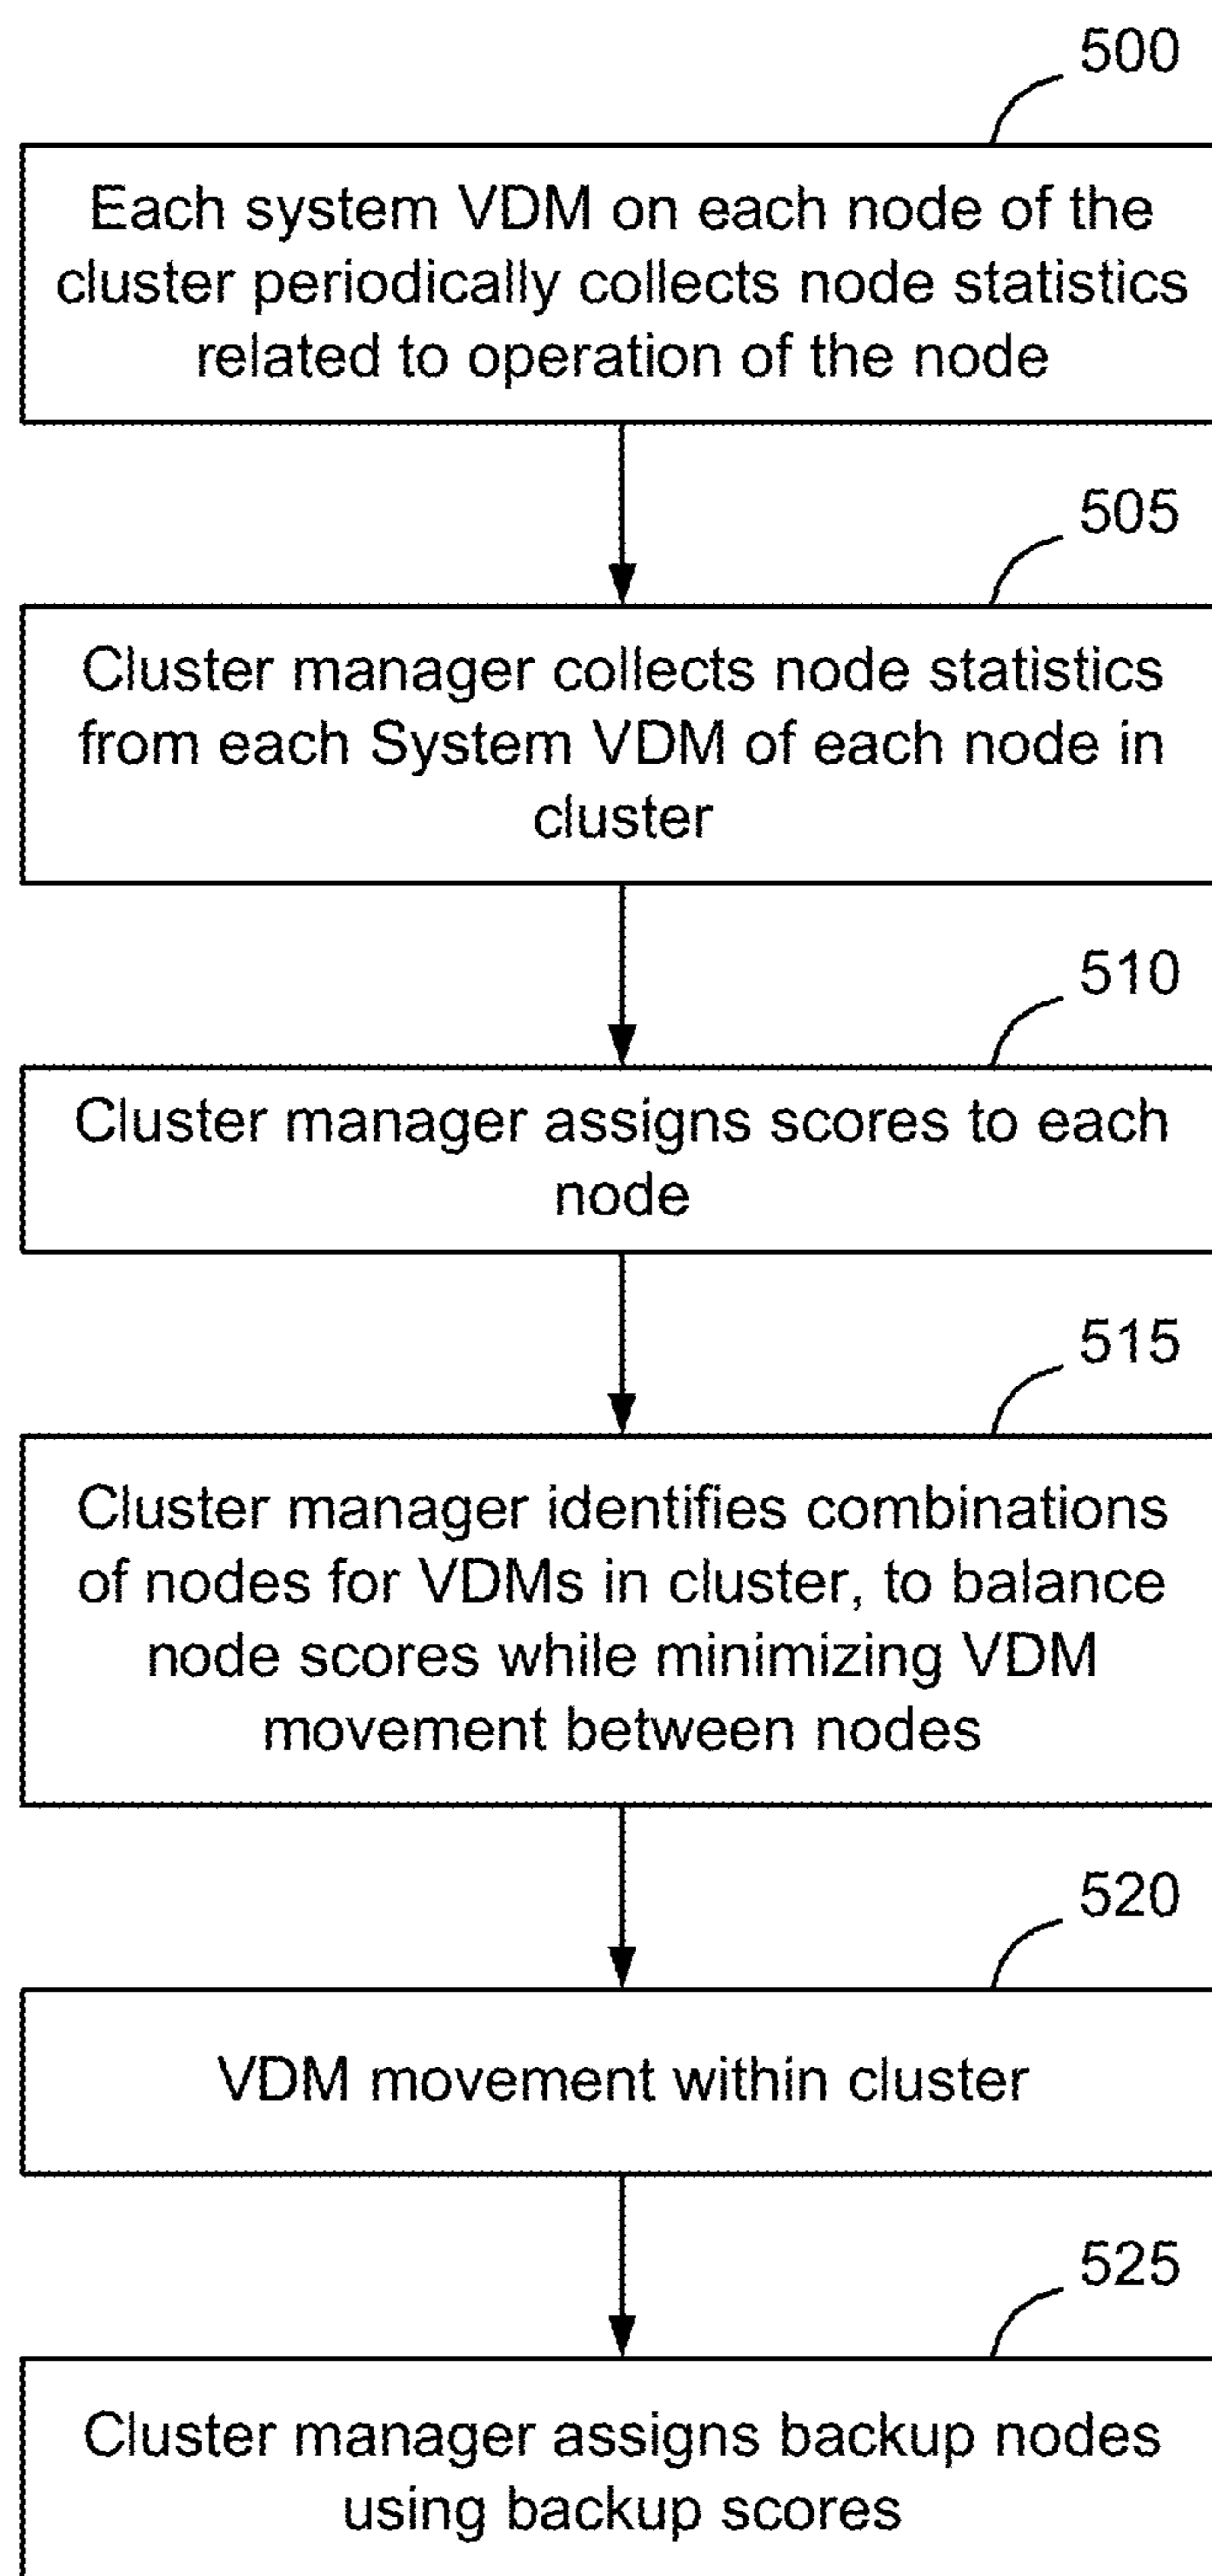 500
Each system VDM on each node of the
cluster periodically collects node statistics
related to operation of the node
505
Cluster manager collects node statistics
from each System VDM of each node in
cluster
510
Cluster manager assigns scores to each
node
515
Cluster manager identifies combinations
of nodes for VDMs in cluster, to balance
node scores while minimizing VDM
movement between nodes
520
VDM movement within cluster
525
Cluster manager assigns backup nodes
using backup scores